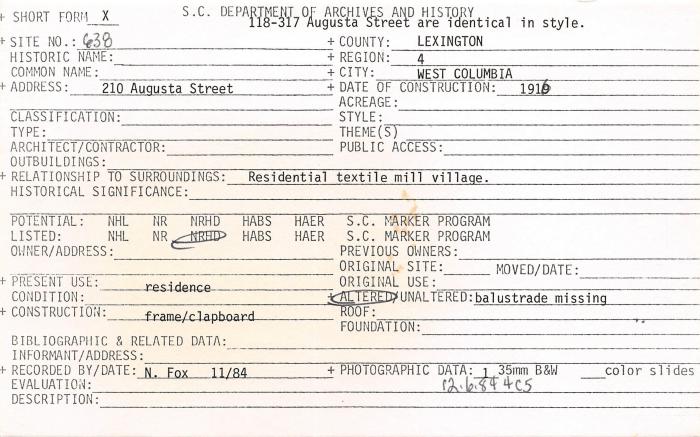 S.C. DEPARTMENT OF ARCHIVES AND HISTORY
+ SHORT FORM X 118-317 Augusta Street are identical in style.
+ SITE NO.: 638 + COUNTY: LEXINGTON
HISTORIC NAME: + REGION: 4
COMMON NAME: + CITY: WEST COLUMBIA
+ ADDRESS: 210 Augusta Street + DATE OF CONSTRUCTION: 1916
ACREAGE:
CLASSIFICATION: STYLE:
TYPE: THEME(S)
ARCHITECT/CONTRACTOR: PUBLIC ACCESS:
OUTBUILDINGS:
+ RELATIONSHIP TO SURROUNDINGS: Residential textile mill village.
HISTORICAL SIGNIFICANCE:
POTENTIAL: NHL NR NRHD HABS HAER S.C. MARKER PROGRAM
LISTED: NHL NR NRHD HABS HAER S.C. MARKER PROGRAM
OWNER/ADDRESS: PREVIOUS OWNERS:
ORIGINAL SITE: MOVED/DATE:
+ PRESENT USE: residence ORIGINAL USE:
CONDITION: ALTERED/UNALTERED: balustrade missing
+ CONSTRUCTION: frame/clapboard ROOF:
FOUNDATION:
BIBLIOGRAPHIC & RELATED DATA:
INFORMANT/ADDRESS:
+ RECORDED BY/DATE: N. Fox 11/84 + PHOTOGRAPHIC DATA: 1 35mm B&W color slides
EVALUATION: 12.6.84 4C5
DESCRIPTION: